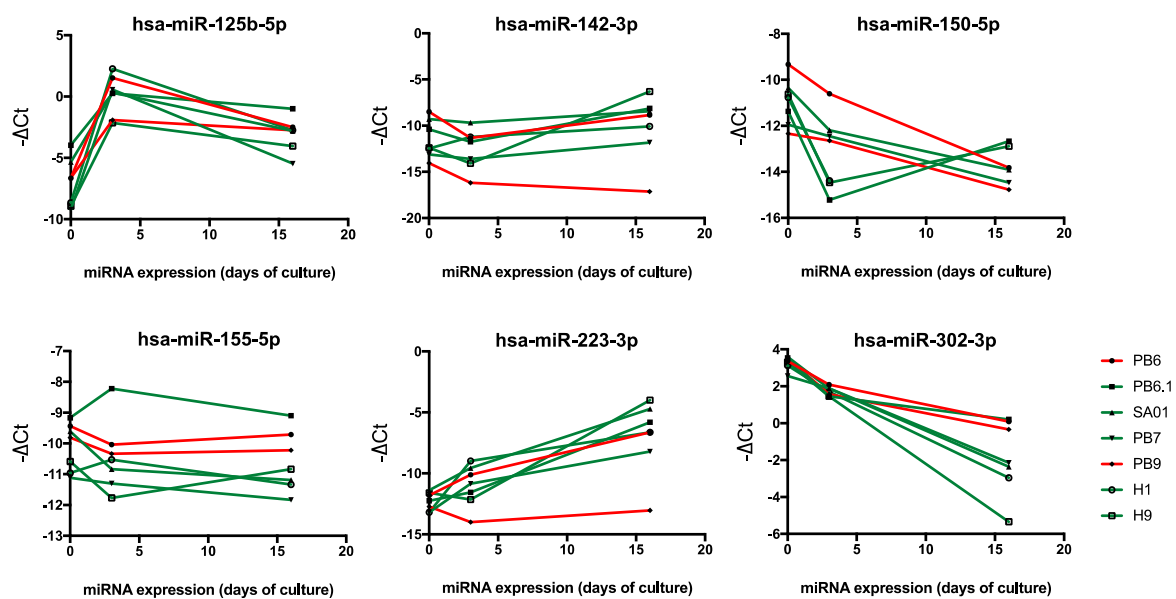 hsa-miR-125b-5p
5
0
-5
-10
-ΔCt
0
5
10
15
20
miRNA expression (days of culture)
hsa-miR-142-3p
0
-5
-10
-15
-20
-ΔCt
0
5
10
15
20
miRNA expression (days of culture)
hsa-miR-150-5p
-8
-10
-12
-14
-16
-ΔCt
0
5
10
15
20
miRNA expression (days of culture)
hsa-miR-155-5p
-7
-8
-9
-10
-11
-12
-13
-ΔCt
0
5
10
15
20
miRNA expression (days of culture)
hsa-miR-223-3p
0
-5
-10
-15
-ΔCt
0
5
10
15
20
miRNA expression (days of culture)
hsa-miR-302-3p
4
2
0
-2
-4
-6
-ΔCt
0
5
10
15
20
miRNA expression (days of culture)
PB6
PB6.1
SA01
PB7
PB9
H1
H9